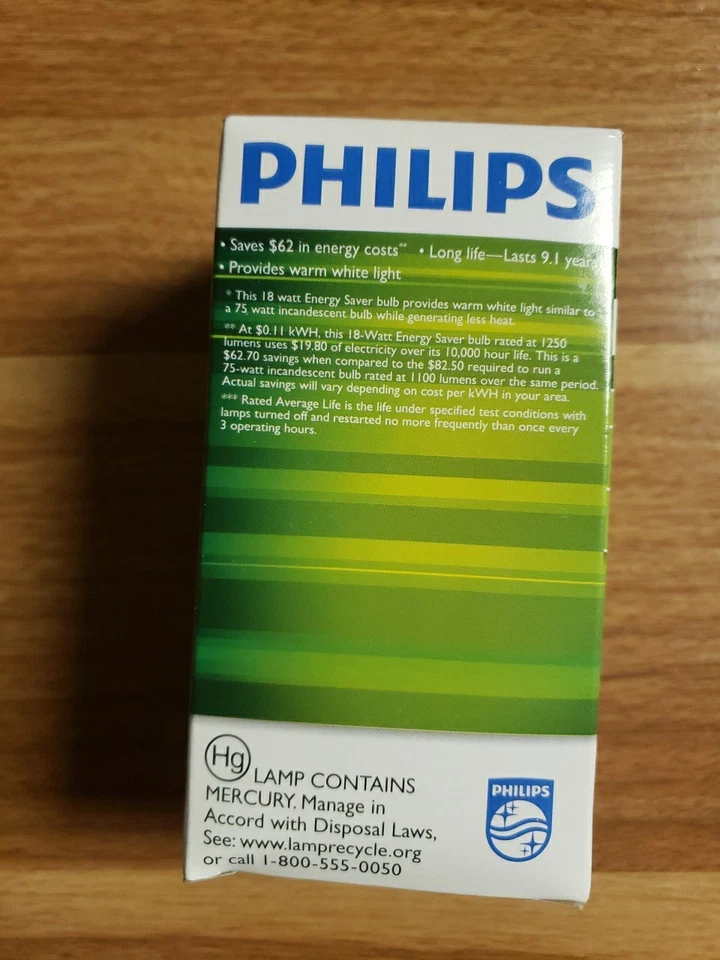 PHILIPS
• Saves $62 in energy costs** • Long life—Lasts 9.1 years
• Provides warm white light
* This 18 watt Energy Saver bulb provides warm white light similar to
a 75 watt incandescent bulb while generating less heat.
** At $0.11 kWH, this 18-Watt Energy Saver bulb rated at 1250
lumens uses $19.80 of electricity over its 10,000 hour life. This is a
$62.70 savings when compared to the $82.50 required to run a
75-watt incandescent bulb rated at 1100 lumens over the same period.
Actual savings will vary depending on cost per kWH in your area.
*** Rated Average Life is the life under specified test conditions with
lamps turned off and restarted no more frequently than once every
3 operating hours.
Hg LAMP CONTAINS
MERCURY. Manage in
Accord with Disposal Laws,
See: www.lamprecycle.org
or call 1-800-555-0050
PHILIPS